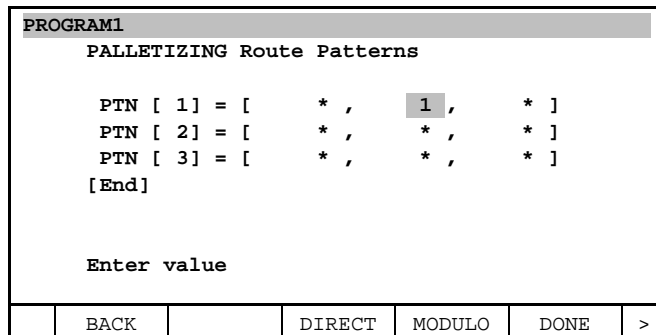 PROGRAM1
PALLETIZING Route Patterns
PTN [ 1] = [ * , 1 , * ]
PTN [ 2] = [ * , * , * ]
PTN [ 3] = [ * , * , * ]
[End]
Enter value
BACK DIRECT MODULO DONE >